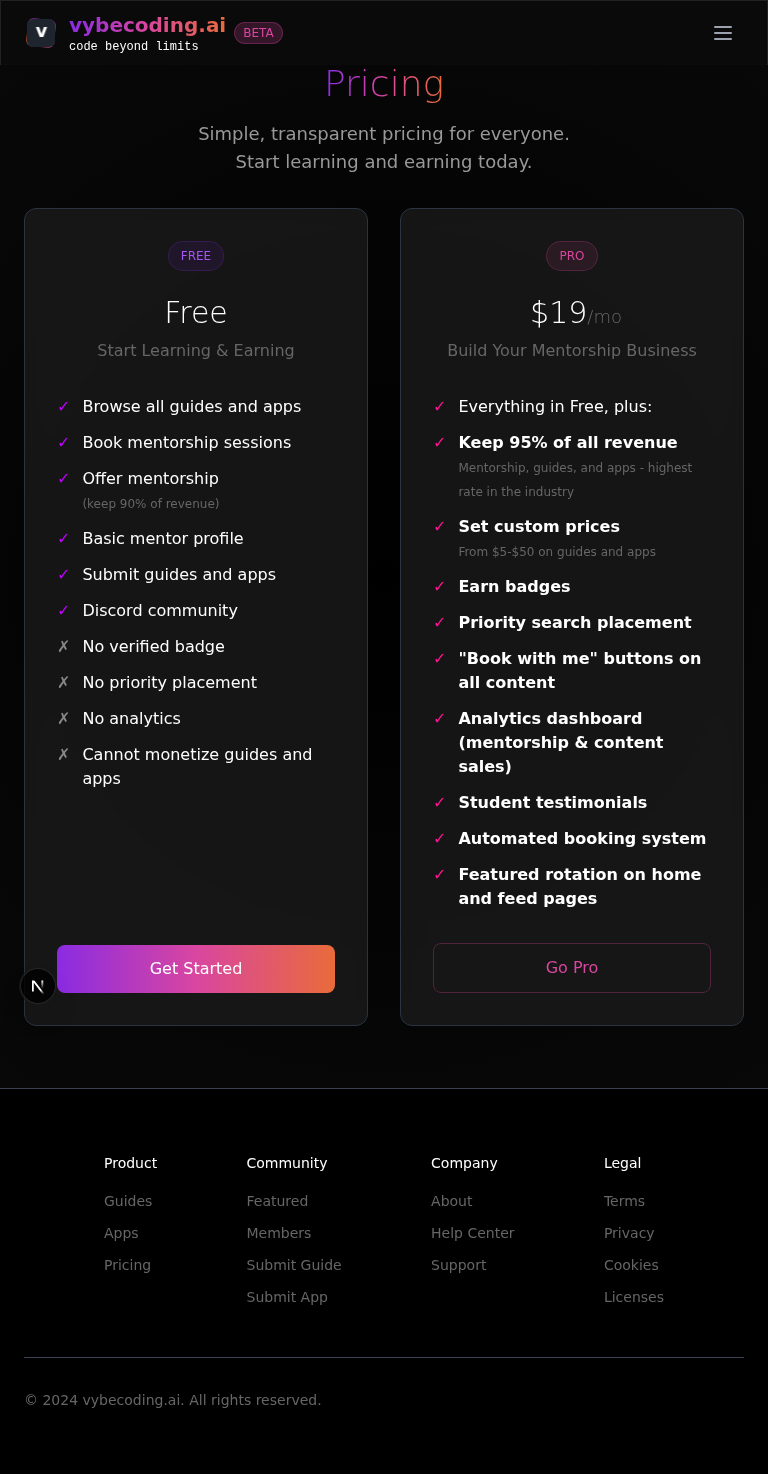 v
vybecoding.ai
BETA
code beyond limits
Pricing
Simple, transparent pricing for everyone.
Start learning and earning today.
FREE
Free
Start Learning & Earning
✓ Browse all guides and apps
✓ Book mentorship sessions
✓ Offer mentorship
(keep 90% of revenue)
✓ Basic mentor profile
✓ Submit guides and apps
✓ Discord community
✗ No verified badge
✗ No priority placement
✗ No analytics
✗ Cannot monetize guides and
apps
Get Started
N
PRO
$19/mo
Build Your Mentorship Business
✓ Everything in Free, plus:
✓ Keep 95% of all revenue
Mentorship, guides, and apps - highest
rate in the industry
✓ Set custom prices
From $5-$50 on guides and apps
✓ Earn badges
✓ Priority search placement
✓ "Book with me" buttons on
all content
✓ Analytics dashboard
(mentorship & content
sales)
✓ Student testimonials
✓ Automated booking system
✓ Featured rotation on home
and feed pages
Go Pro
Product
Guides
Apps
Pricing
Community
Featured
Members
Submit Guide
Submit App
Company
About
Help Center
Support
Legal
Terms
Privacy
Cookies
Licenses
© 2024 vybecoding.ai. All rights reserved.